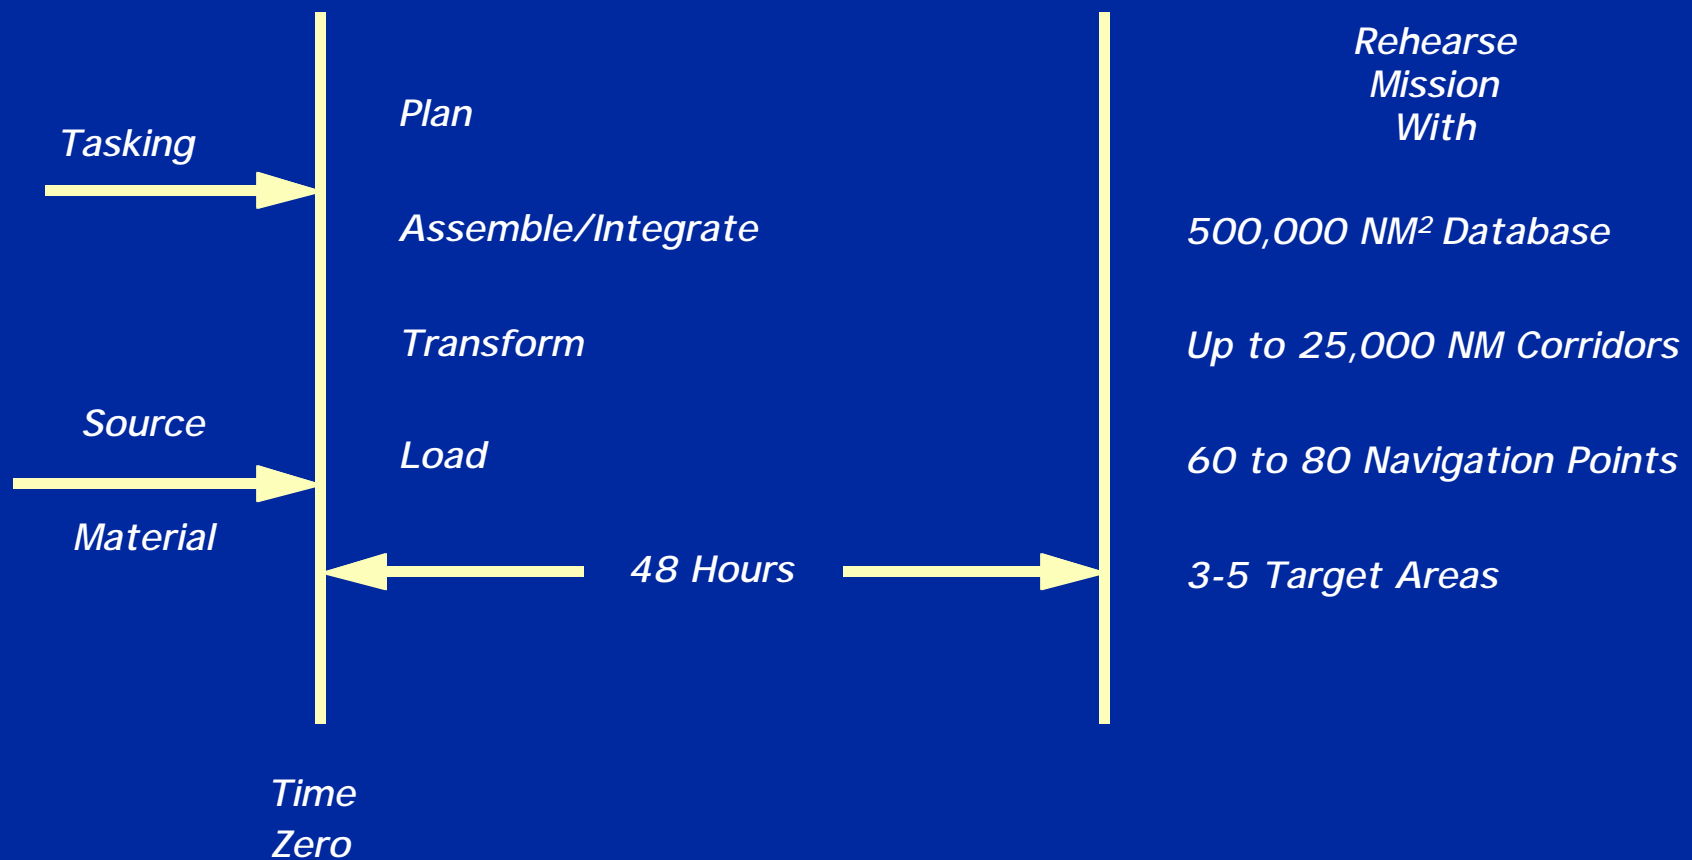 Tasking
Source
Material
Time
Zero
Plan
Assemble/Integrate
Transform
Load
48 Hours
Rehearse
Mission
With
500,000 NM² Database
Up to 25,000 NM Corridors
60 to 80 Navigation Points
3-5 Target Areas